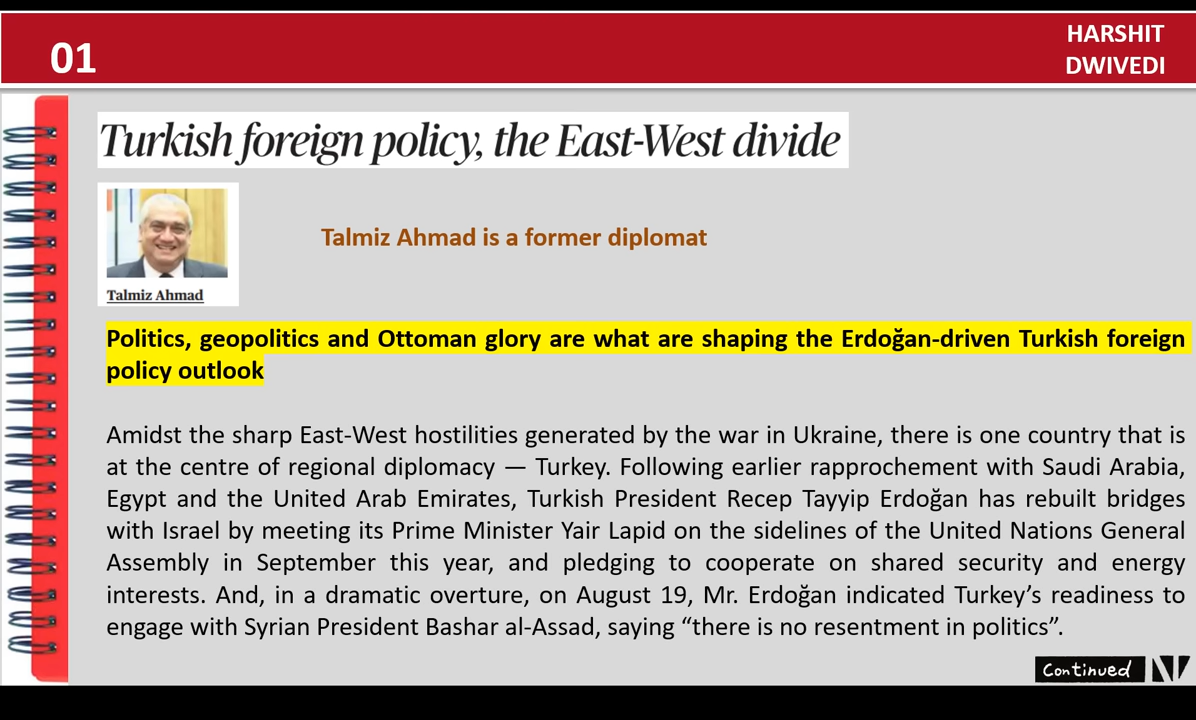 01
HARSHIT
DWIVEDI
Turkish foreign policy, the East-West divide
Talmiz Ahmad is a former diplomat
Talmiz Ahmad
Politics, geopolitics and Ottoman glory are what are shaping the Erdoğan-driven Turkish foreign
policy outlook
Amidst the sharp East-West hostilities generated by the war in Ukraine, there is one country that is
at the centre of regional diplomacy — Turkey. Following earlier rapprochement with Saudi Arabia,
Egypt and the United Arab Emirates, Turkish President Recep Tayyip Erdoğan has rebuilt bridges
with Israel by meeting its Prime Minister Yair Lapid on the sidelines of the United Nations General
Assembly in September this year, and pledging to cooperate on shared security and energy
interests. And, in a dramatic overture, on August 19, Mr. Erdoğan indicated Turkey’s readiness to
engage with Syrian President Bashar al-Assad, saying “there is no resentment in politics”.
Continued